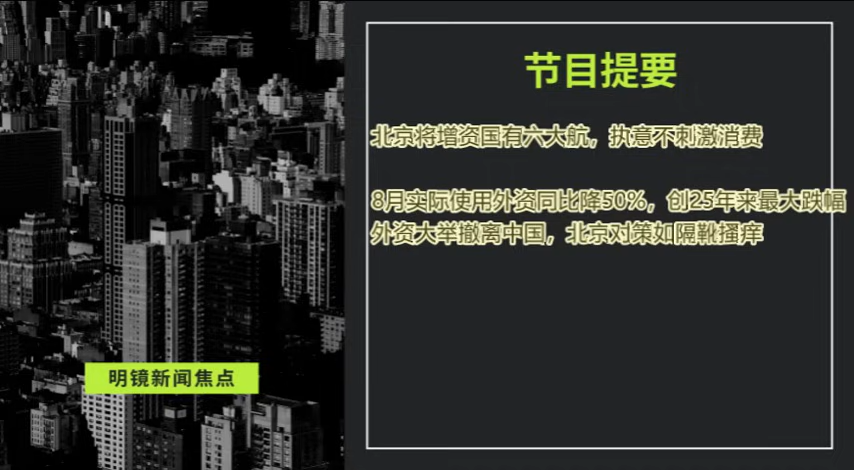 节目提要
北京将增资国有六大航，执意不刺激消费
8月实际使用外资同比降50%，创25年来最大跌幅
外资大举撤离中国，北京对策如隔靴搔痒
明镜新闻焦点